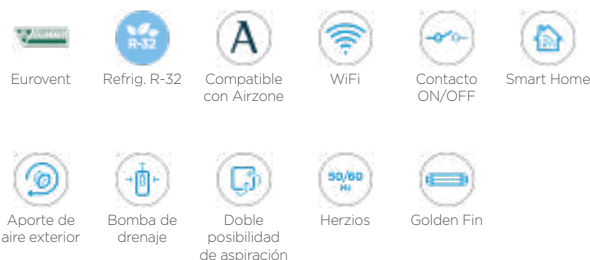 R-32
A
Eurovent
Refrig. R-32
Compatible
con Airzone
WiFi
Contacto
ON/OFF
Smart Home
50/60
Hz
Aporte de
aire exterior
Bomba de
drenaje
Doble
posibilidad
de aspiración
Herzios
Golden Fin